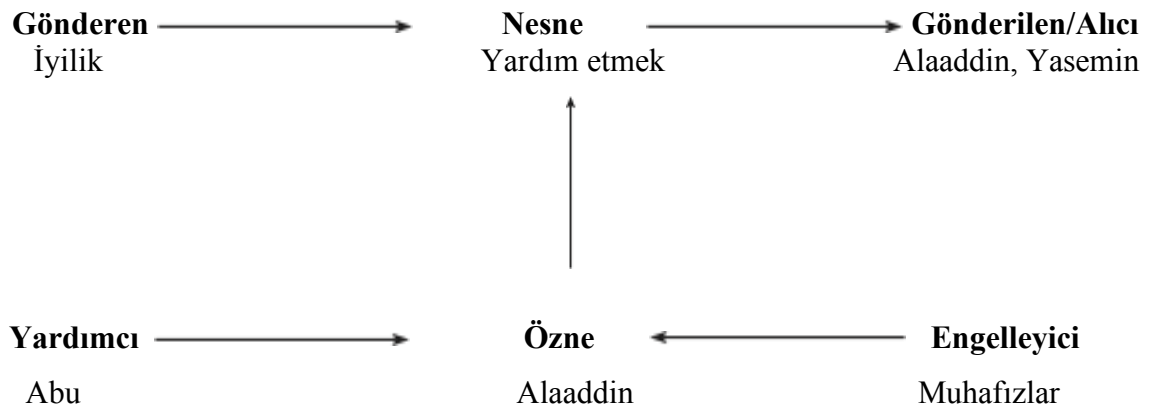 Gönderen Nesne Gönderilen/Alıcı
İyilik Yardım etmek Alaaddin, Yasemin
Yardımcı Özne Engelleyici
Abu Alaaddin Muhafızlar